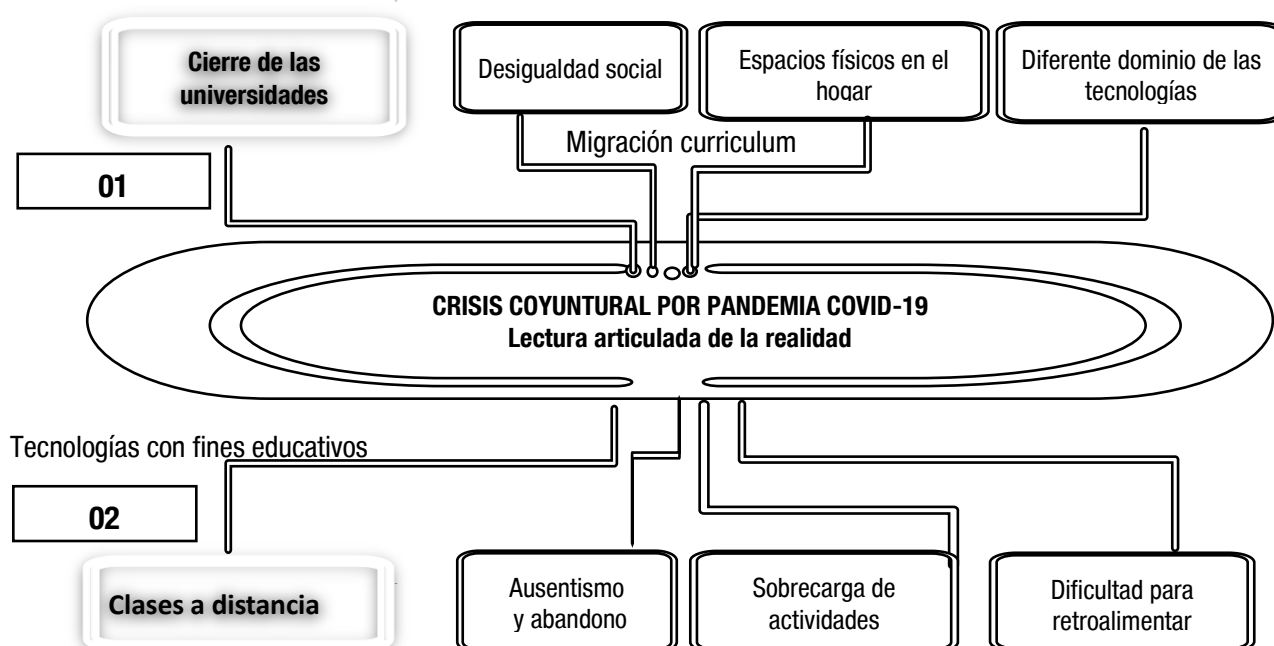 Cierre de las
universidades
Desigualdad social
Espacios físicos en el
hogar
Diferente dominio de las
tecnologías
Migración curriculum
01
CRISIS COYUNTURAL POR PANDEMIA COVID-19
Lectura articulada de la realidad
Tecnologías con fines educativos
02
Clases a distancia
Ausentismo
y abandono
Sobrecarga de
actividades
Dificultad para
retroalimentar